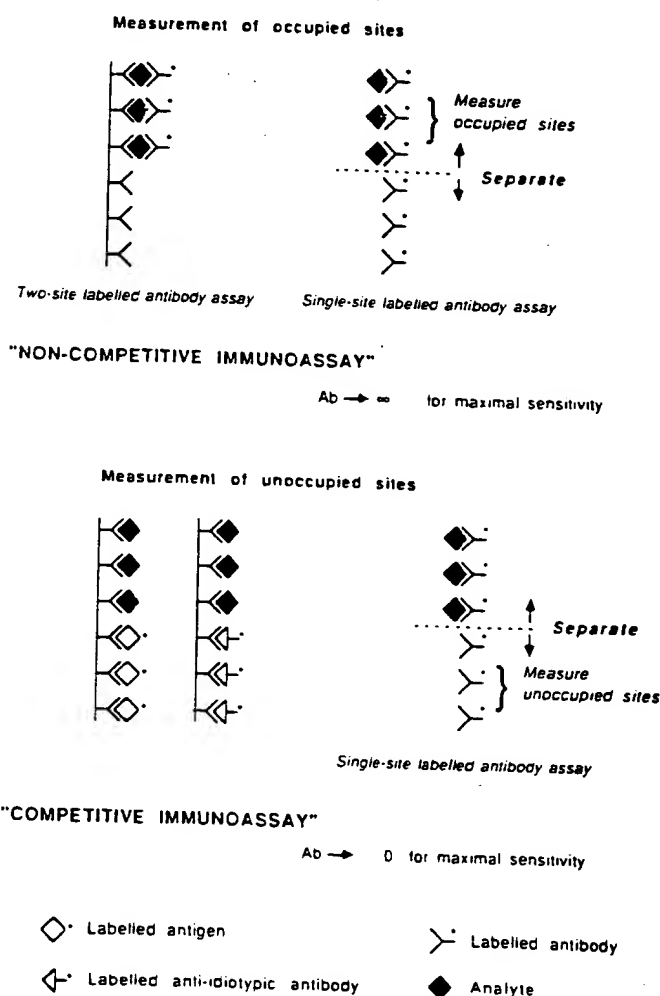 Measurement of occupied sites
Measure
occupied sites
Separate
Two-site labelled antibody assay
Single-site labelled antibody assay
"NON-COMPETITIVE IMMUNOASSAY"
Ab → ∞ for maximal sensitivity
Measurement of unoccupied sites
Separate
Measure
unoccupied sites
Single-site labelled antibody assay
"COMPETITIVE IMMUNOASSAY"
Ab → 0 for maximal sensitivity
Labelled antigen
Labelled antibody
Labelled anti-idiotypic antibody
Analyte